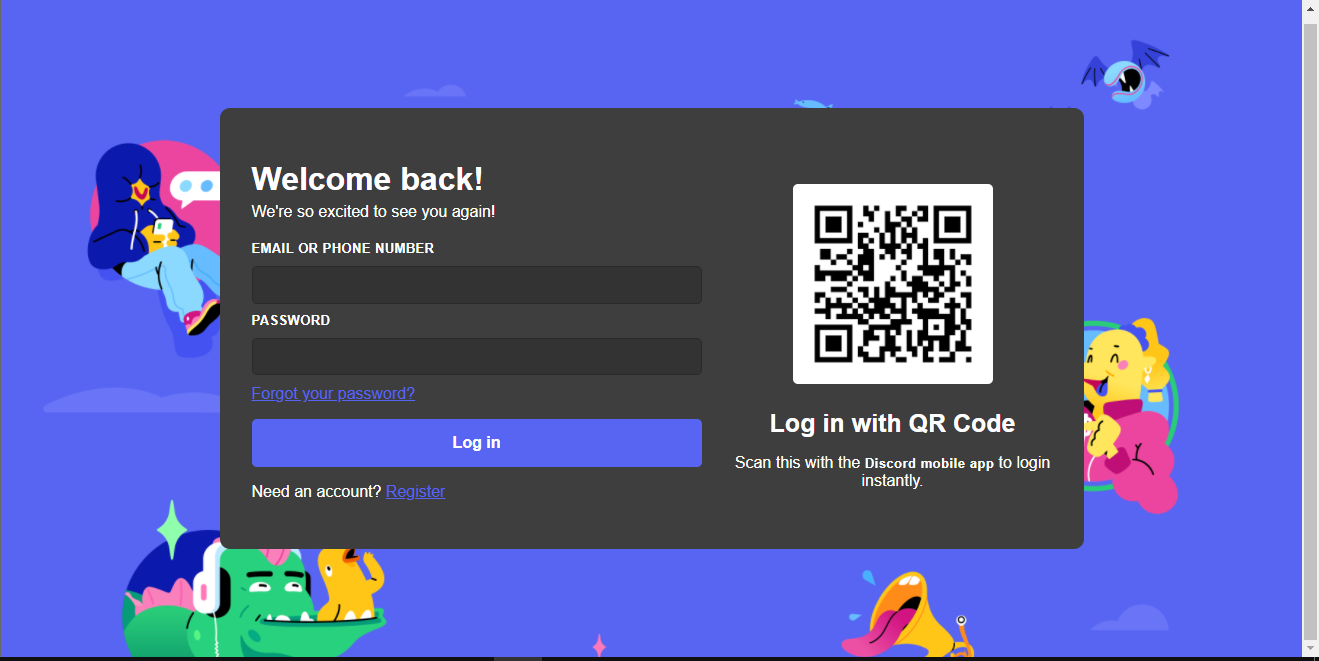 Welcome back!
We're so excited to see you again!
EMAIL OR PHONE NUMBER
PASSWORD
Forgot your password?
Log in
Need an account? Register
Log in with QR Code
Scan this with the Discord mobile app to login
instantly.